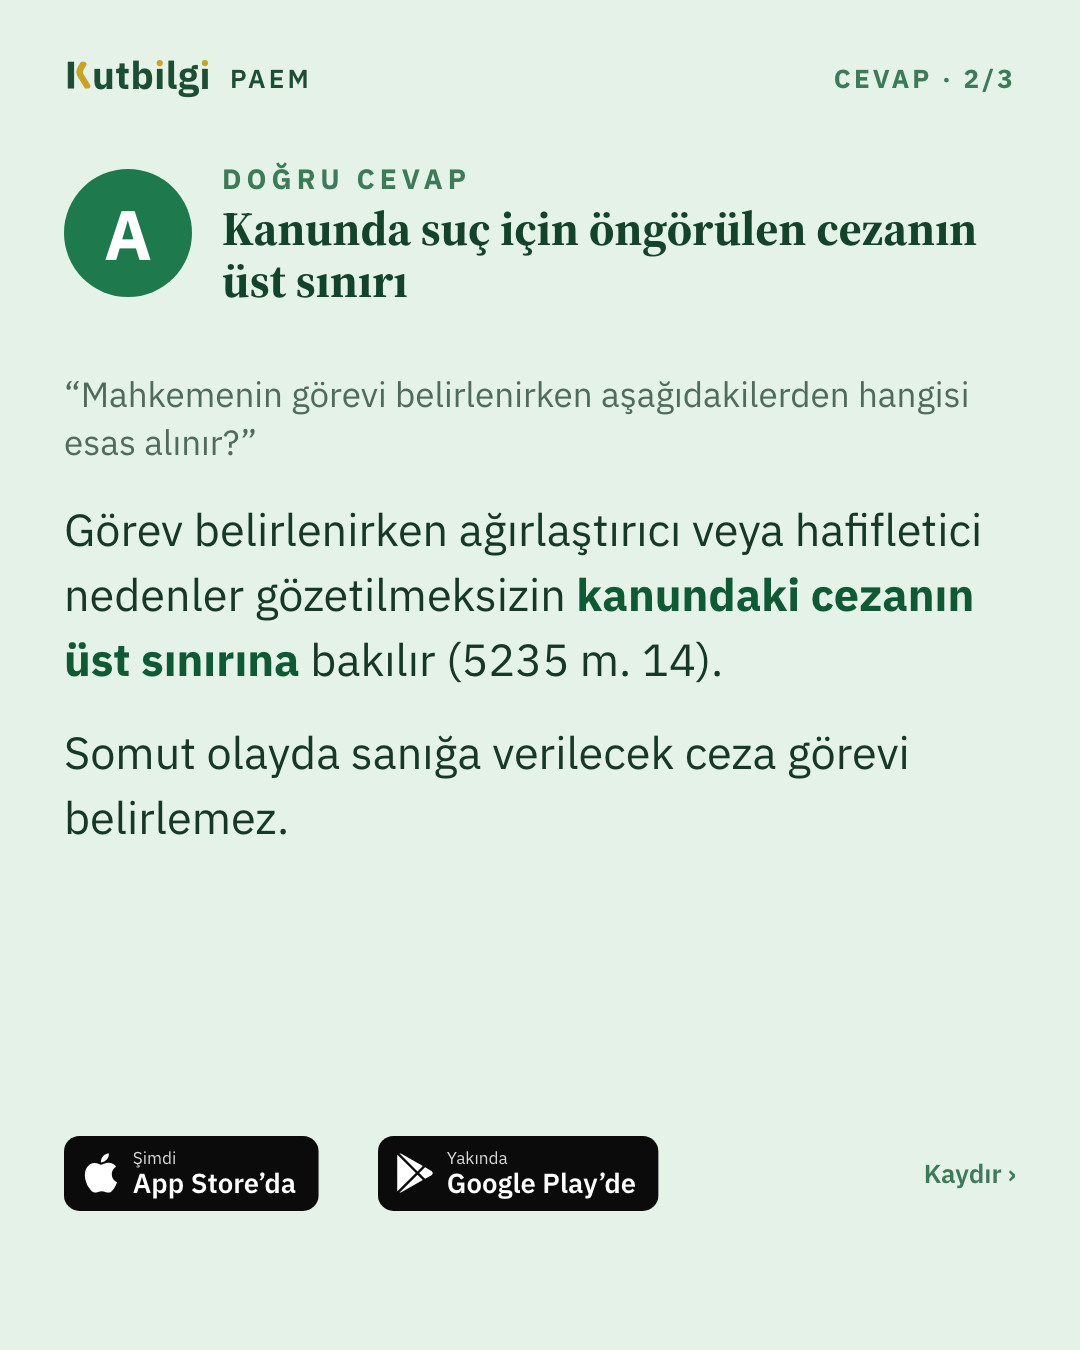 Kutbilgi PAEM
CEVAP · 2/3
A
DOĞRU CEVAP
Kanunda suç için öngörülen cezanın
üst sınırı
“Mahkemenin görevi belirlenirken aşağıdakilerden hangisi
esas alınır?”
Görev belirlenirken ağırlaştırıcı veya hafifletici
nedenler gözetilmeksizin kanundaki cezanın
üst sınırına bakılır (5235 m. 14).
Somut olayda sanığa verilecek ceza görevi
belirlemez.
Şimdi
App Store’da
Yakında
Google Play’de
Kaydır ›